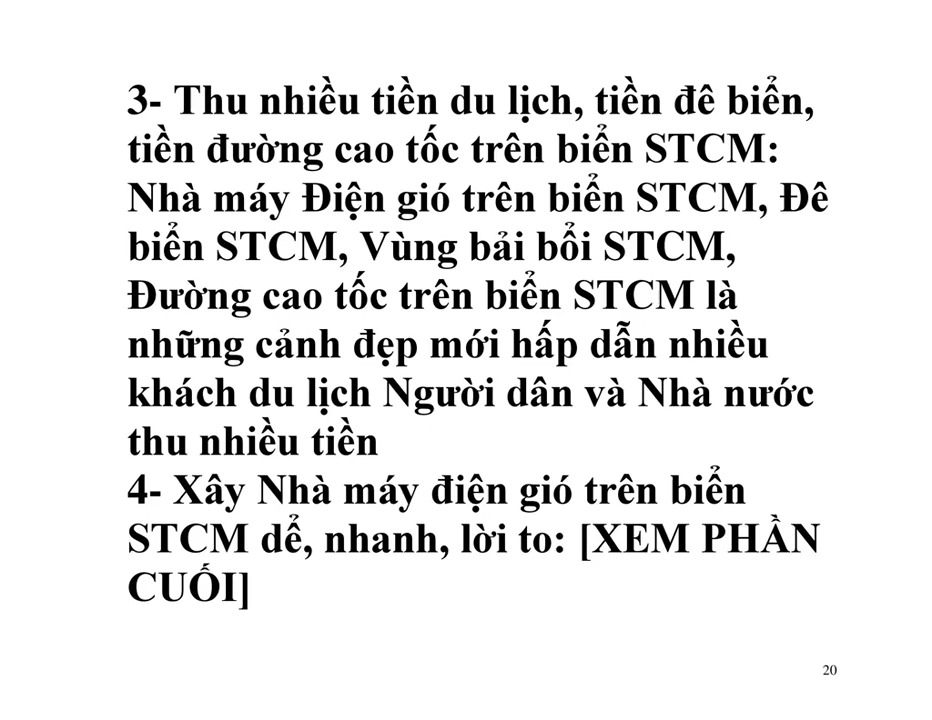 3- Thu nhiều tiền du lịch, tiền đê biển,
tiền đường cao tốc trên biển STCM:
Nhà máy Điện gió trên biển STCM, Đê
biển STCM, Vùng bải bổi STCM,
Đường cao tốc trên biển STCM là
những cảnh đẹp mới hấp dẫn nhiều
khách du lịch Người dân và Nhà nước
thu nhiều tiền
4- Xây Nhà máy điện gió trên biển
STCM dể, nhanh, lời to: [XEM PHẦN
CUỐI]
20